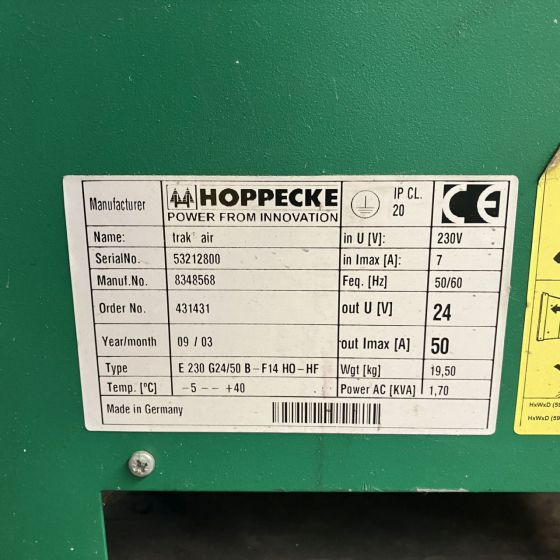 Manufacturer HOPPECKE IP CL. 20 CE
POWER FROM INNOVATION
Name: trak air in U [V]: 230V
SerialNo. 53212800 in Imax [A]: 7
Manuf.No. 8348568 Feq. [Hz] 50/60
Order No. 431431 out U [V] 24
Year/month 09 / 03 out Imax [A] 50
Type E 230 G24/50 B-F14 HO-HF Wgt [kg] 19,50
Temp. [°C] -5 -- +40 Power AC [KVA] 1,70
Made in Germany
HxWxD
HxWxD